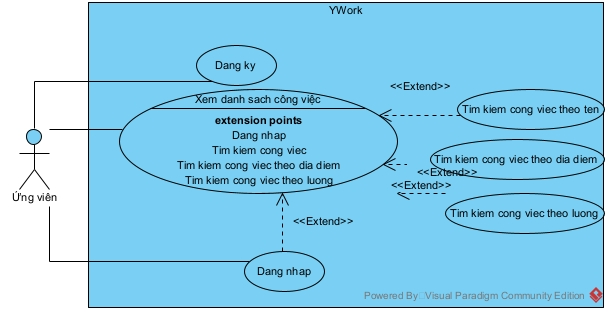 YWork
Dang ky
<<Extend>>
Xem danh sach công việc
Tim kiem cong viec theo ten
extension points
Dang nhap
Tim kiem cong viec
Tim kiem cong viec theo dia diem
Tim kiem cong viec theo luong
Tim kiem cong viec theo dia diem
<<Extend>>
<<Extend>>
Ứng viên
Tim kiem cong viec theo luong
<<Extend>>
Dang nhap
Powered By Visual Paradigm Community Edition